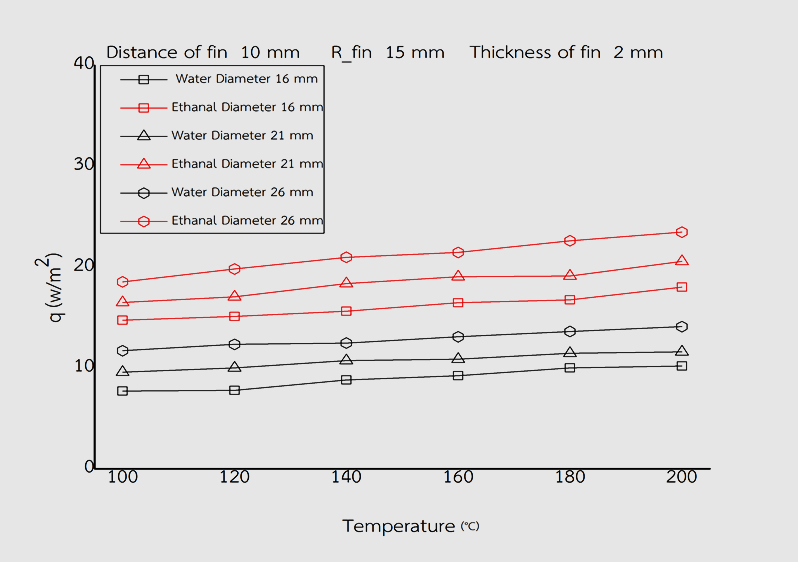 Distance of fin 10 mm R_fin 15 mm Thickness of fin 2 mm
40
30
20
10
0
Water Diameter 16 mm
Ethanal Diameter 16 mm
Water Diameter 21 mm
Ethanal Diameter 21 mm
Water Diameter 26 mm
Ethanal Diameter 26 mm
q (w/m²)
100 120 140 160 180 200
Temperature (°C)